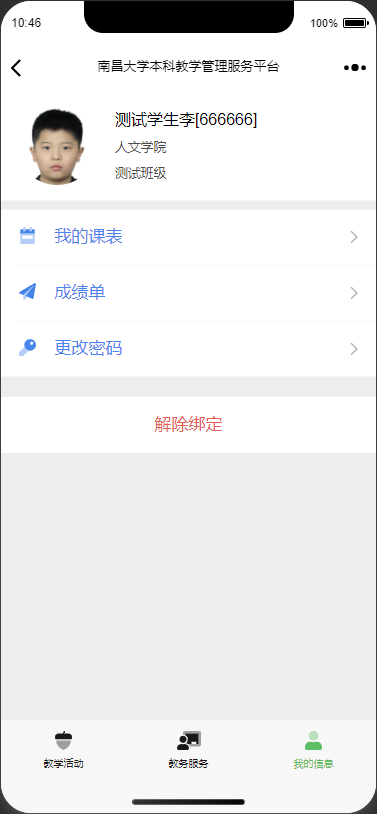 10:46
100%
南昌大学本科教学管理服务平台
测试学生李[666666]
人文学院
测试班级
我的课表
成绩单
更改密码
解除绑定
教学活动
教务服务
我的信息